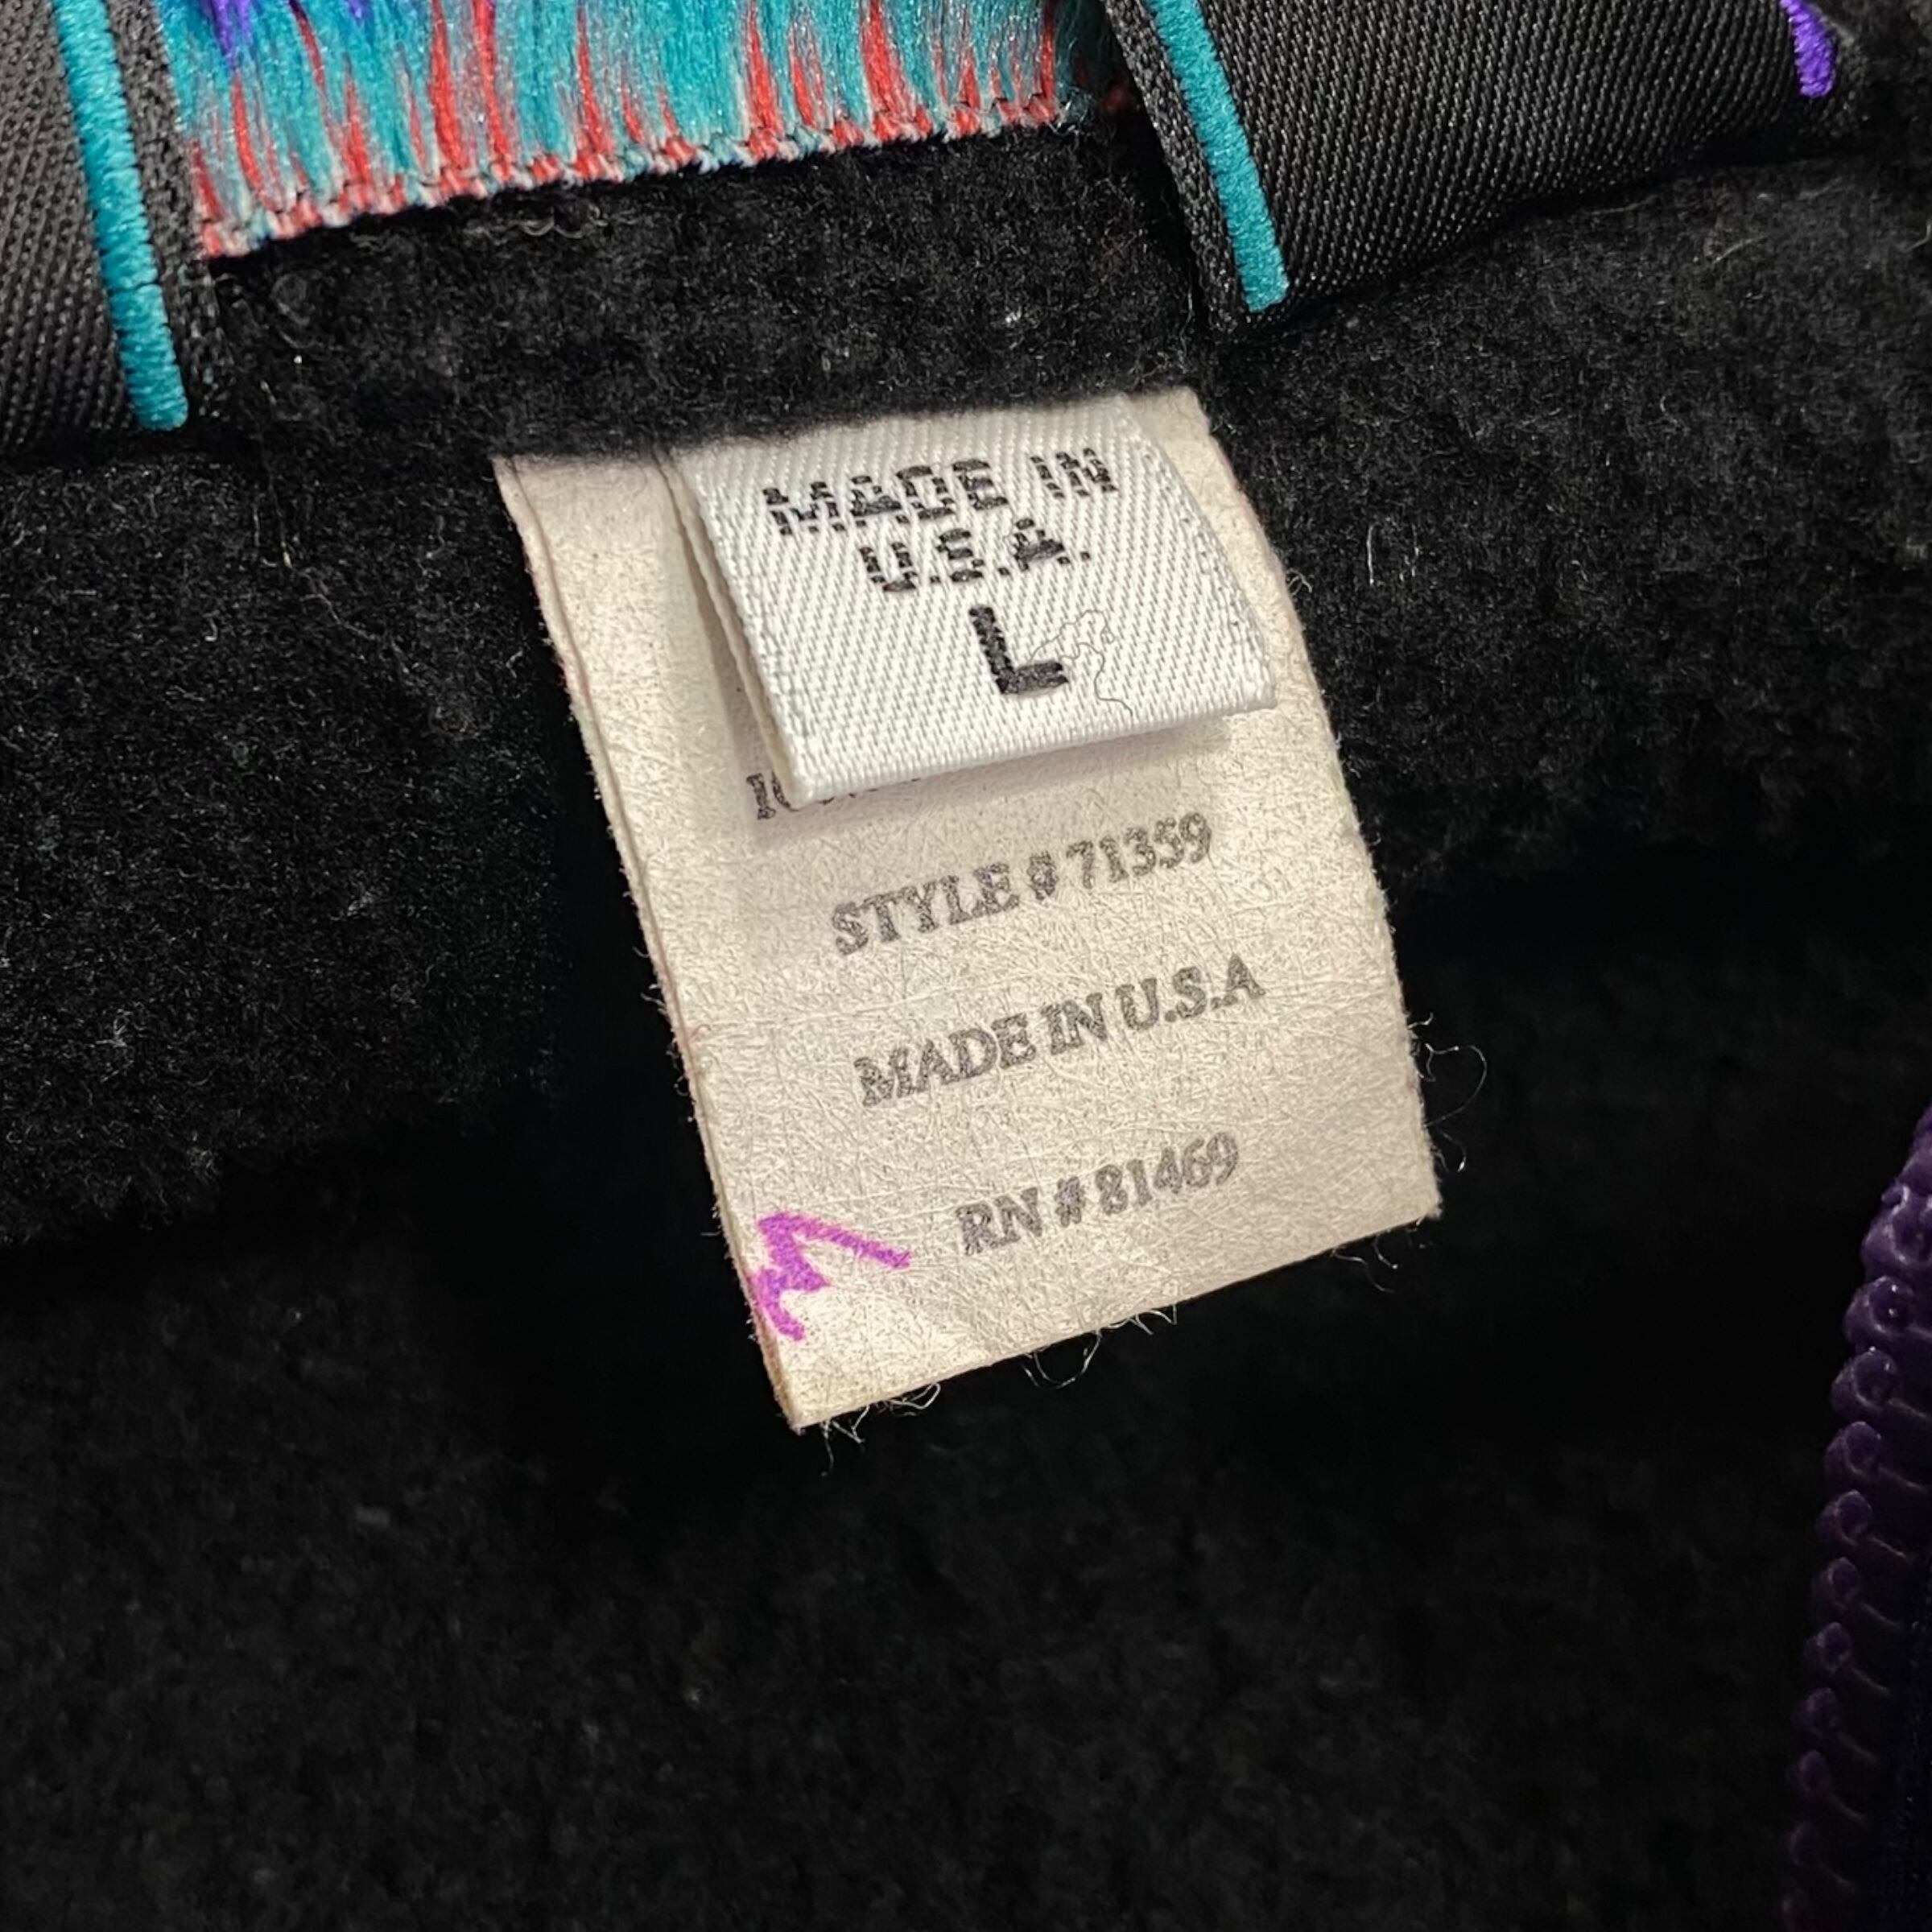 MADE IN
U.S.A.
L
STYLE # 71359
MADE IN U.S.A
RN # 81469